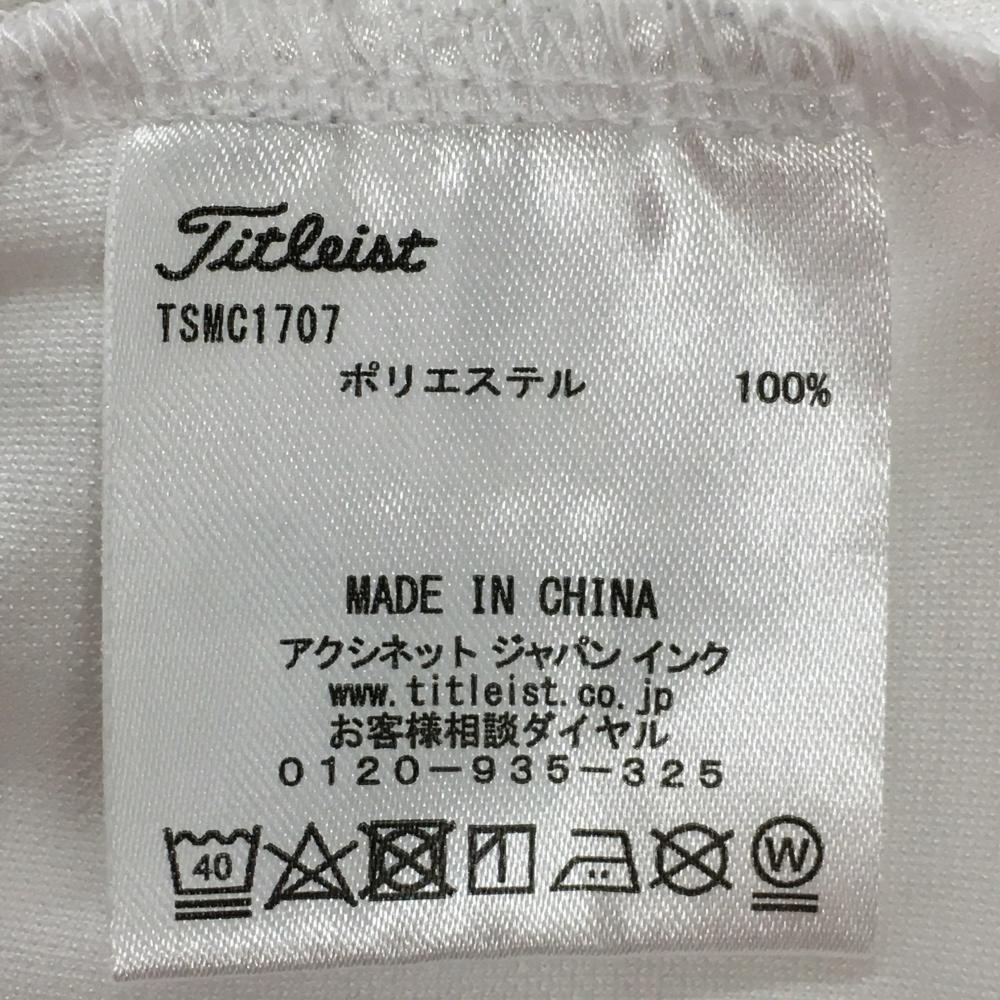 Titleist
TSMC1707
ポリエステル 100%
MADE IN CHINA
アクシネット ジャパン インク
www.titleist.co.jp
お客様相談ダイヤル
0120-935-325
40 W